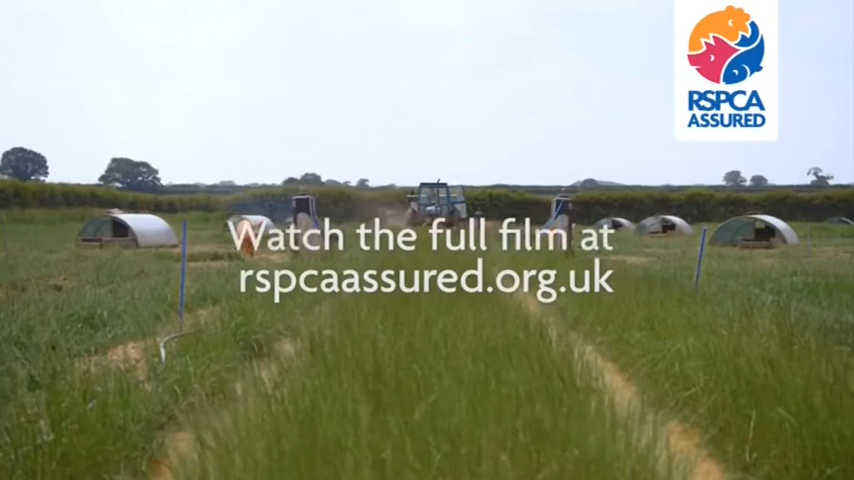 RSPCA
ASSURED
Watch the full film at
rspcaassured.org.uk